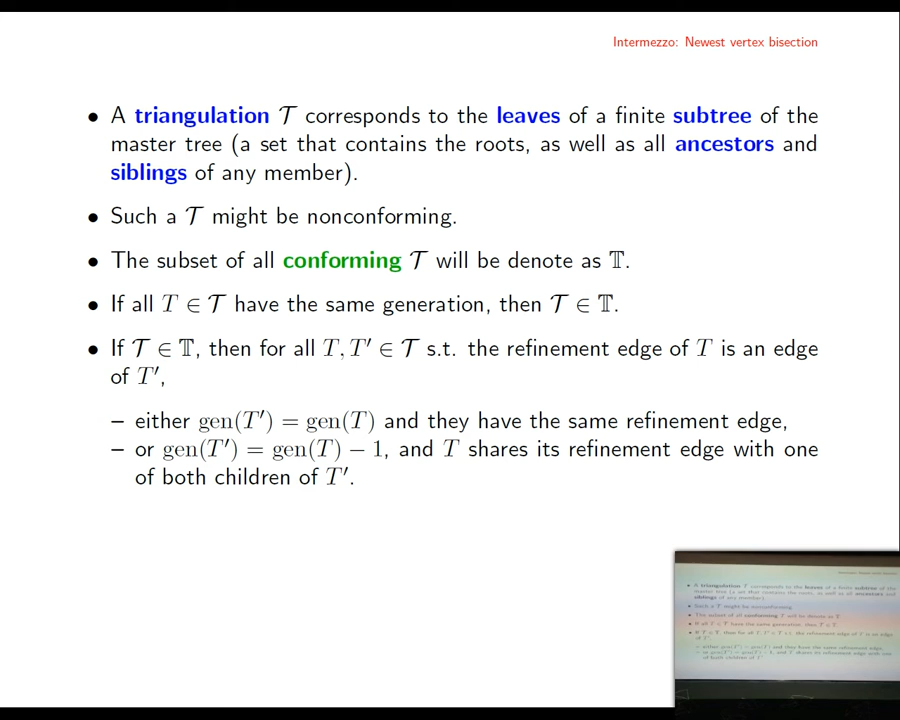 Intermezzo: Newest vertex bisection
• A triangulation 𝒯 corresponds to the leaves of a finite subtree of the
master tree (a set that contains the roots, as well as all ancestors and
siblings of any member).
• Such a 𝒯 might be nonconforming.
• The subset of all conforming 𝒯 will be denote as 𝕋.
• If all T ∈ 𝒯 have the same generation, then 𝒯 ∈ 𝕋.
• If 𝒯 ∈ 𝕋, then for all T, T′ ∈ 𝒯 s.t. the refinement edge of T is an edge
of T′,
– either gen(T′) = gen(T) and they have the same refinement edge,
– or gen(T′) = gen(T) − 1, and T shares its refinement edge with one
of both children of T′.